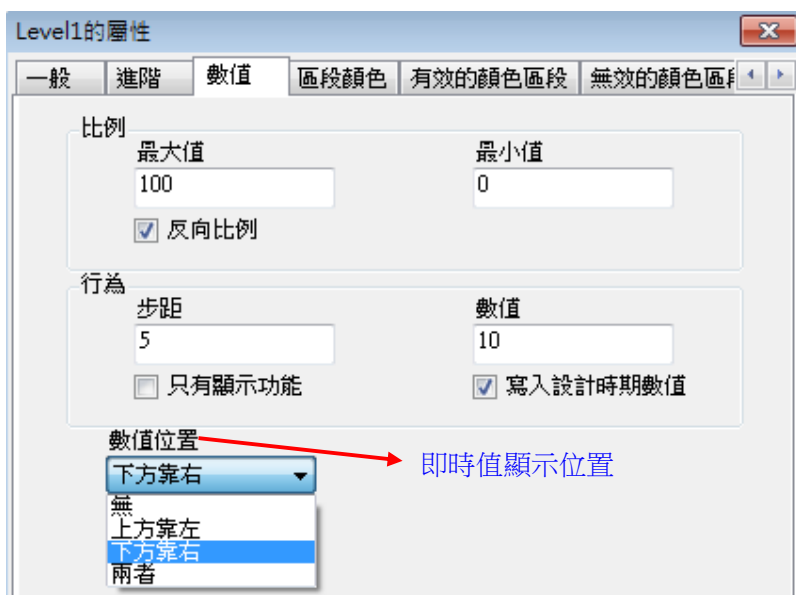 Level1的屬性
一般 進階 數值 區段顏色 有效的顏色區段 無效的顏色區
比例
最大值 最小值
100 0
反向比例
行為
步距 數值
5 10
只有顯示功能 寫入設計時期數值
數值位置
即時值顯示位置
下方靠右
無
上方靠左
下方靠右
兩者